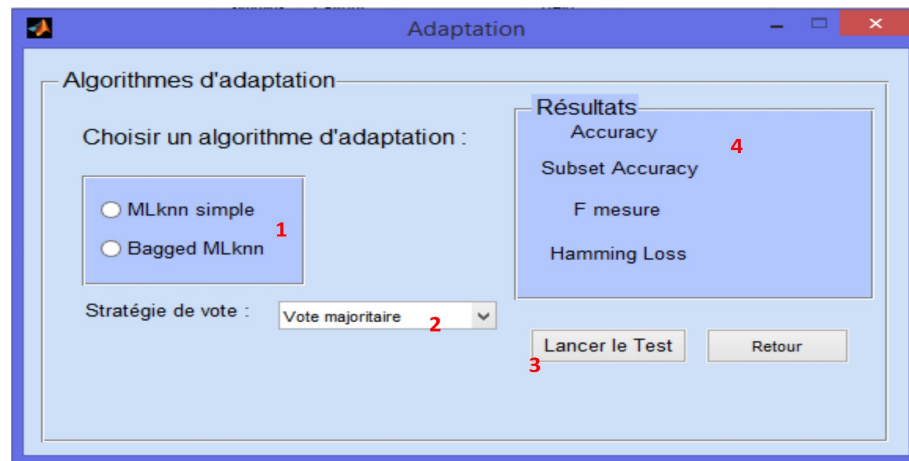 Adaptation
Algorithmes d'adaptation
Choisir un algorithme d'adaptation :
MLknn simple
Bagged MLknn
1
Stratégie de vote :
Vote majoritaire
2
Résultats
Accuracy
4
Subset Accuracy
F mesure
Hamming Loss
Lancer le Test
3
Retour